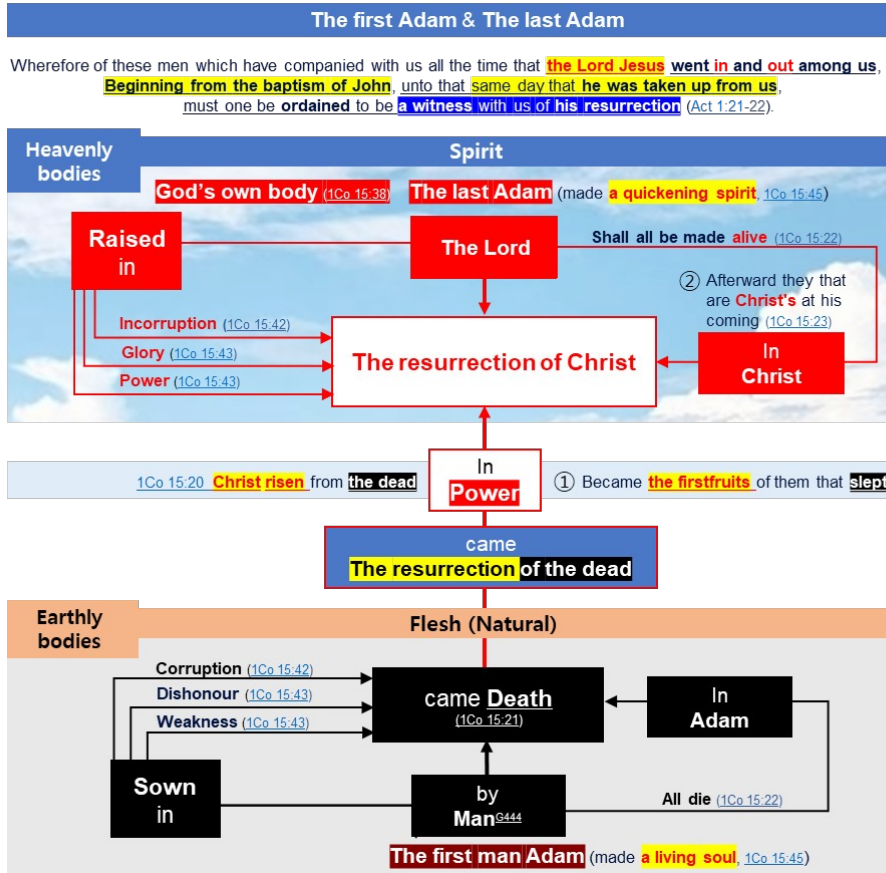 The first Adam & The last Adam
Wherefore of these men which have companied with us all the time that the Lord Jesus went in and out among us,
Beginning from the baptism of John, unto that same day that he was taken up from us,
must one be ordained to be a witness with us of his resurrection (Act 1:21-22).
Heavenly
bodies
Spirit
God's own body (1Co 15:38) The last Adam (made a quickening spirit, 1Co 15:45)
Raised
in
The Lord
Shall all be made alive (1Co 15:22)
② Afterward they that
are Christ's at his
coming (1Co 15:23)
Incorruption (1Co 15:42)
Glory (1Co 15:43)
Power (1Co 15:43)
The resurrection of Christ
In
Christ
1Co 15:20 Christ risen from the dead
In
Power
① Became the firstfruits of them that slept
came
The resurrection of the dead
Earthly
bodies
Flesh (Natural)
Corruption (1Co 15:42)
Dishonour (1Co 15:43)
Weakness (1Co 15:43)
came Death
(1Co 15:21)
In
Adam
Sown
in
by
Man G444
All die (1Co 15:22)
The first man Adam (made a living soul, 1Co 15:45)